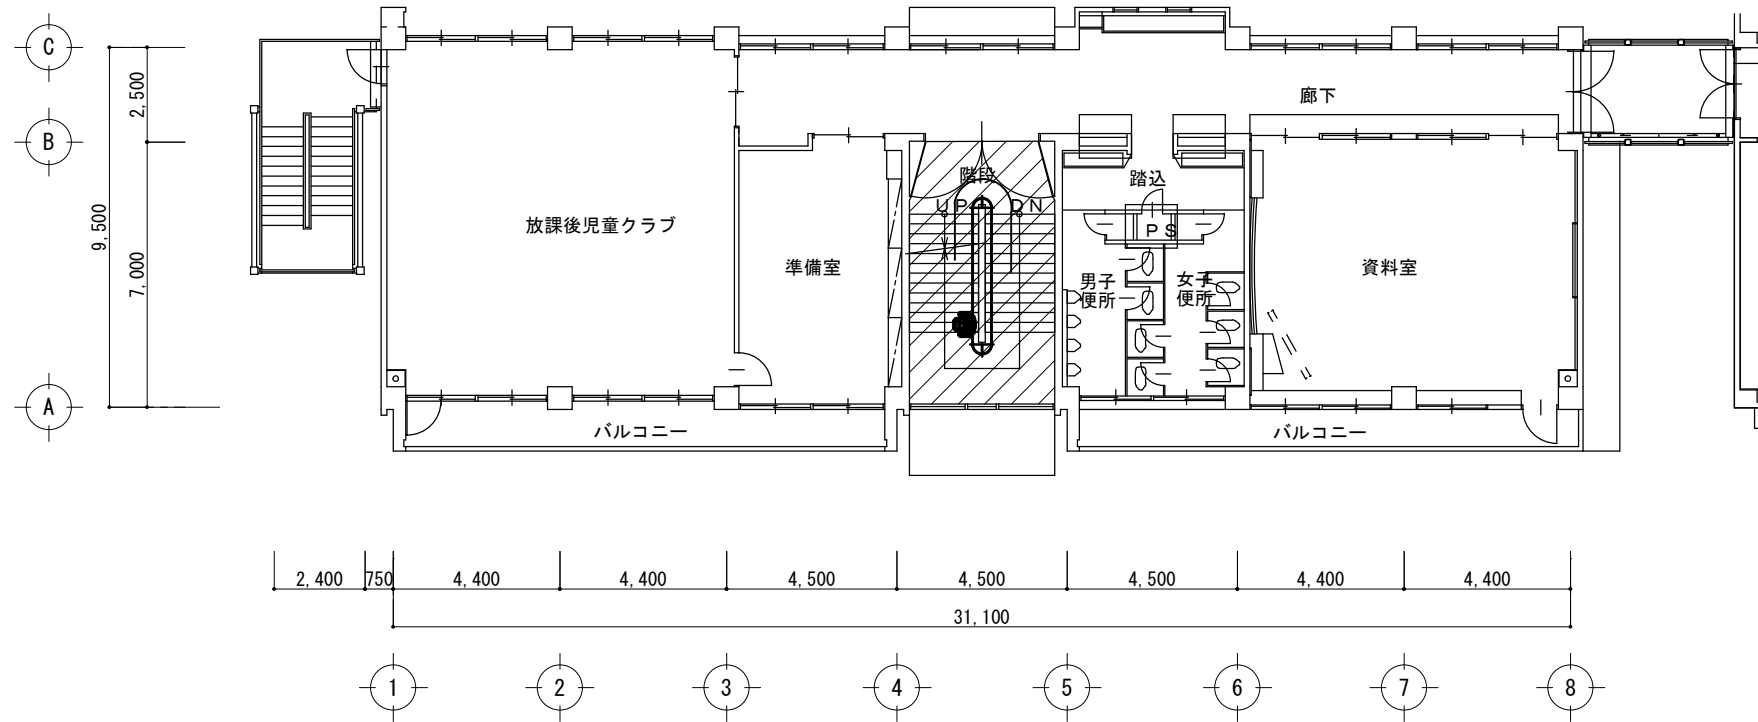 C
2,500
廊下
B
階段
踏込
UP
DN
9,500
放課後児童クラブ
PS
7,000
準備室
男子
便所
女子
便所
資料室
A
バルコニー
バルコニー
2,400
750
4,400
4,400
4,500
4,500
4,500
4,400
4,400
31,100
1
2
3
4
5
6
7
8